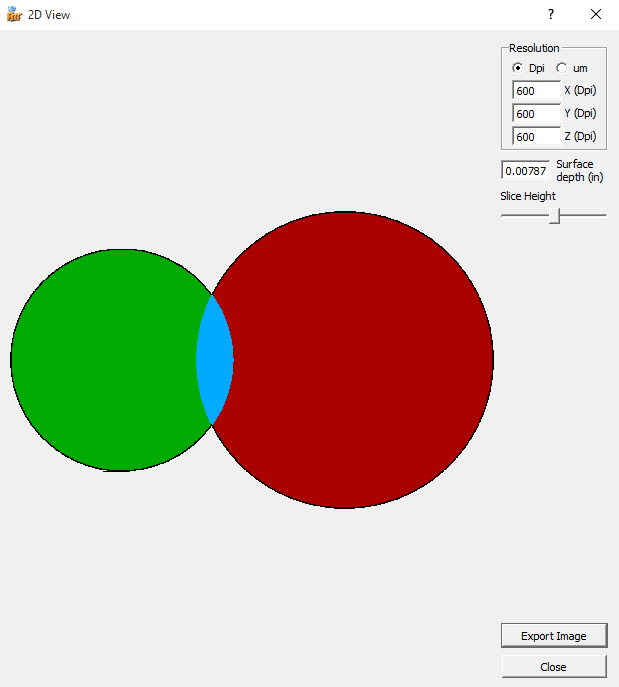 2D View
?
Resolution
Dpi
um
600 X (Dpi)
600 Y (Dpi)
600 Z (Dpi)
0.00787 Surface
depth (in)
Slice Height
Export Image
Close